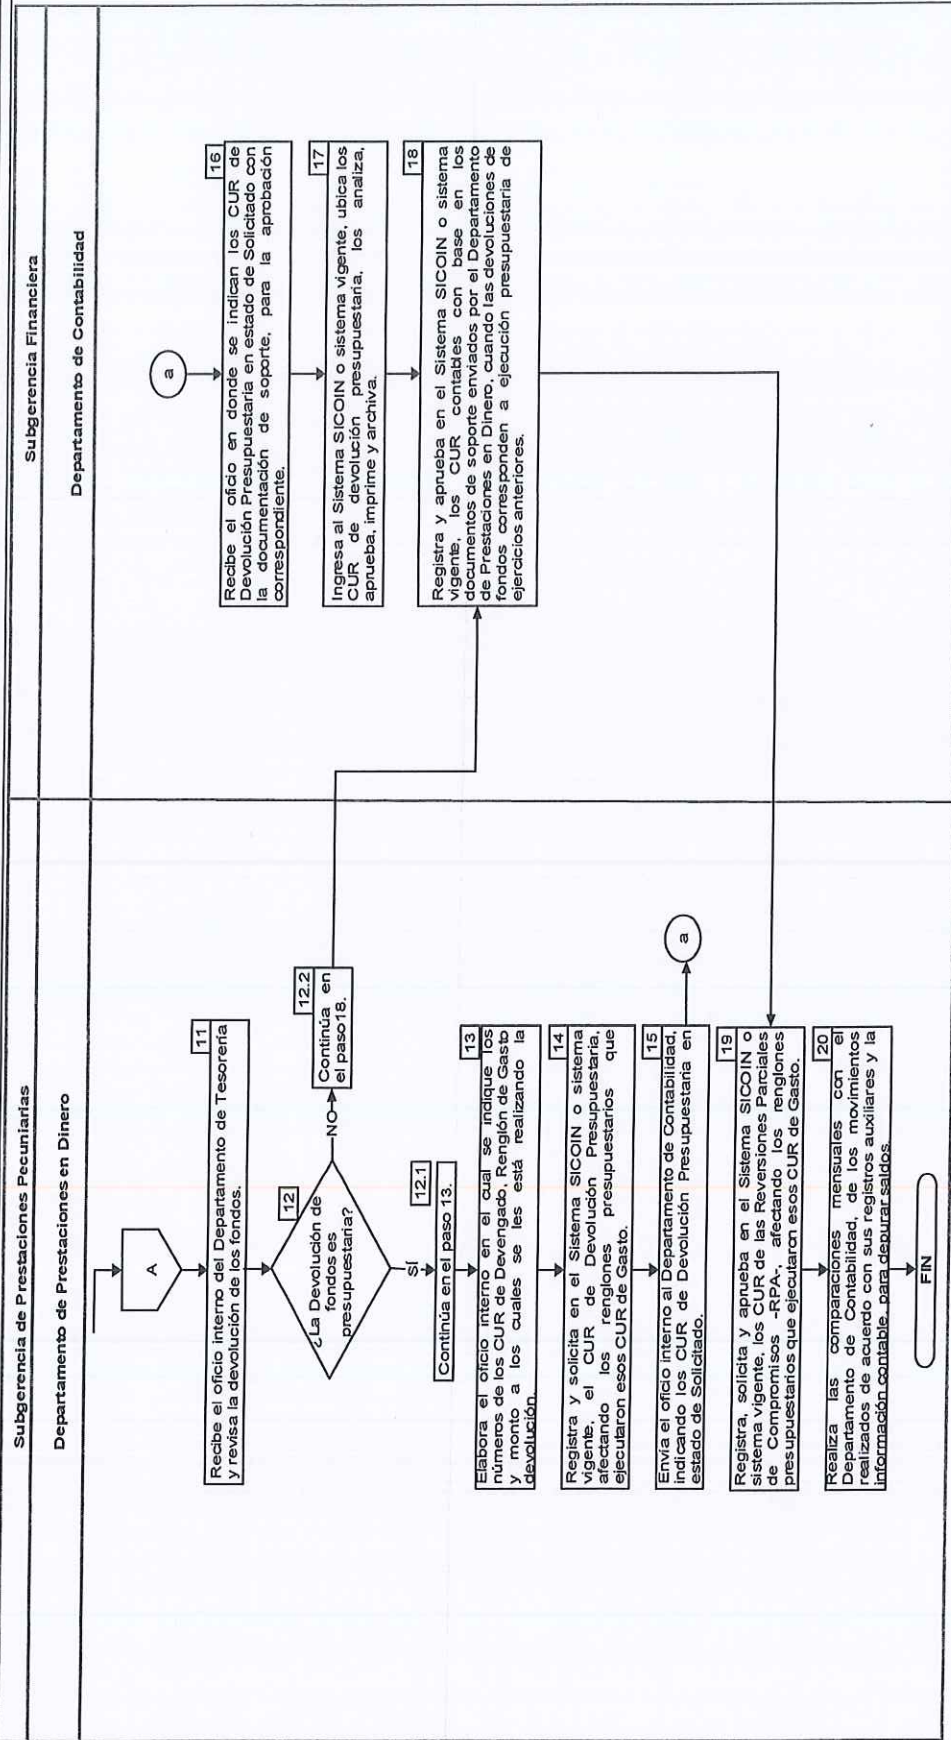 Subgerencia de Prestaciones Pecuniarias
Subgerencia Financiera
Departamento de Prestaciones en Dinero
Departamento de Contabilidad
A
11
Recibe el oficio interno del Departamento de Tesorería
y revisa la devolución de los fondos.
12
¿La Devolución de
fondos es
presupuestaria?
NO
12.2
Continúa en
el paso18.
SÍ
12.1
Continúa en el paso 13.
13
Elabora el oficio interno en el cual se indique los
números de los CUR de Devengado, Renglón de Gasto
y monto a los cuales se les está realizando la
devolución.
14
Registra y solicita en el Sistema SICOIN o sistema
vigente, el CUR de Devolución Presupuestaria,
afectando los renglones presupuestarios que
ejecutaron esos CUR de Gasto.
15
Envía el oficio interno al Departamento de Contabilidad,
indicando los CUR de Devolución Presupuestaria en
estado de Solicitado.
a
a
16
Recibe el oficio en donde se indican los CUR de
Devolución Presupuestaria en estado de Solicitado con
la documentación de soporte, para la aprobación
correspondiente.
17
Ingresa al Sistema SICOIN o sistema vigente, ubica los
CUR de devolución presupuestaria, los analiza,
aprueba, imprime y archiva.
18
Registra y aprueba en el Sistema SICOIN o sistema
vigente, los CUR contables con base en los
documentos de soporte enviados por el Departamento
de Prestaciones en Dinero, cuando las devoluciones de
fondos corresponden a ejecución presupuestaria de
ejercicios anteriores.
19
Registra, solicita y aprueba en el Sistema SICOIN o
sistema vigente, los CUR de las Reversiones Parciales
de Compromisos -RPA-, afectando los renglones
presupuestarios que ejecutaron esos CUR de Gasto.
20
Realiza las comparaciones mensuales con el
Departamento de Contabilidad, de los movimientos
realizados de acuerdo con sus registros auxiliares y la
información contable, para depurar saldos.
FIN